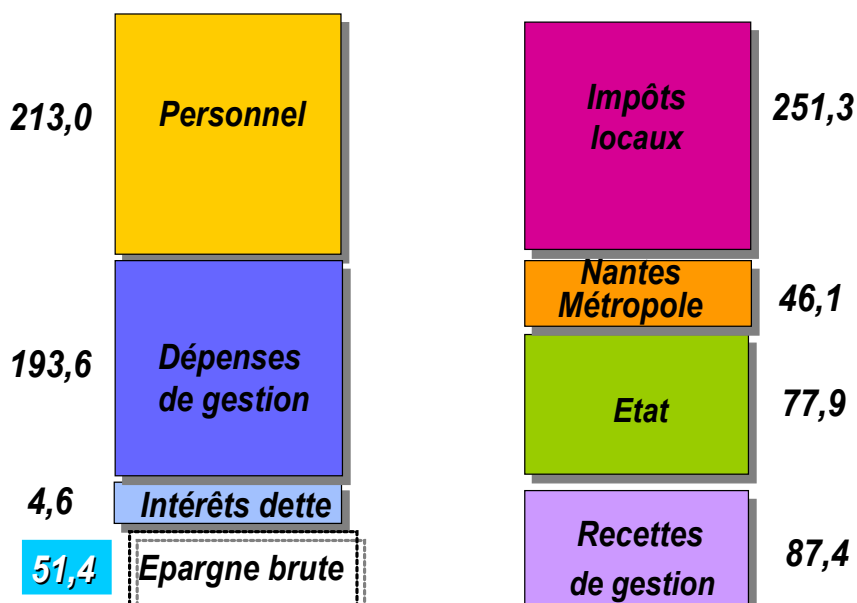 213,0
Personnel
193,6
Dépenses
de gestion
4,6
Intérêts dette
51,4
Epargne brute
Impôts
locaux
251,3
Nantes
Métropole
46,1
Etat
77,9
Recettes
de gestion
87,4